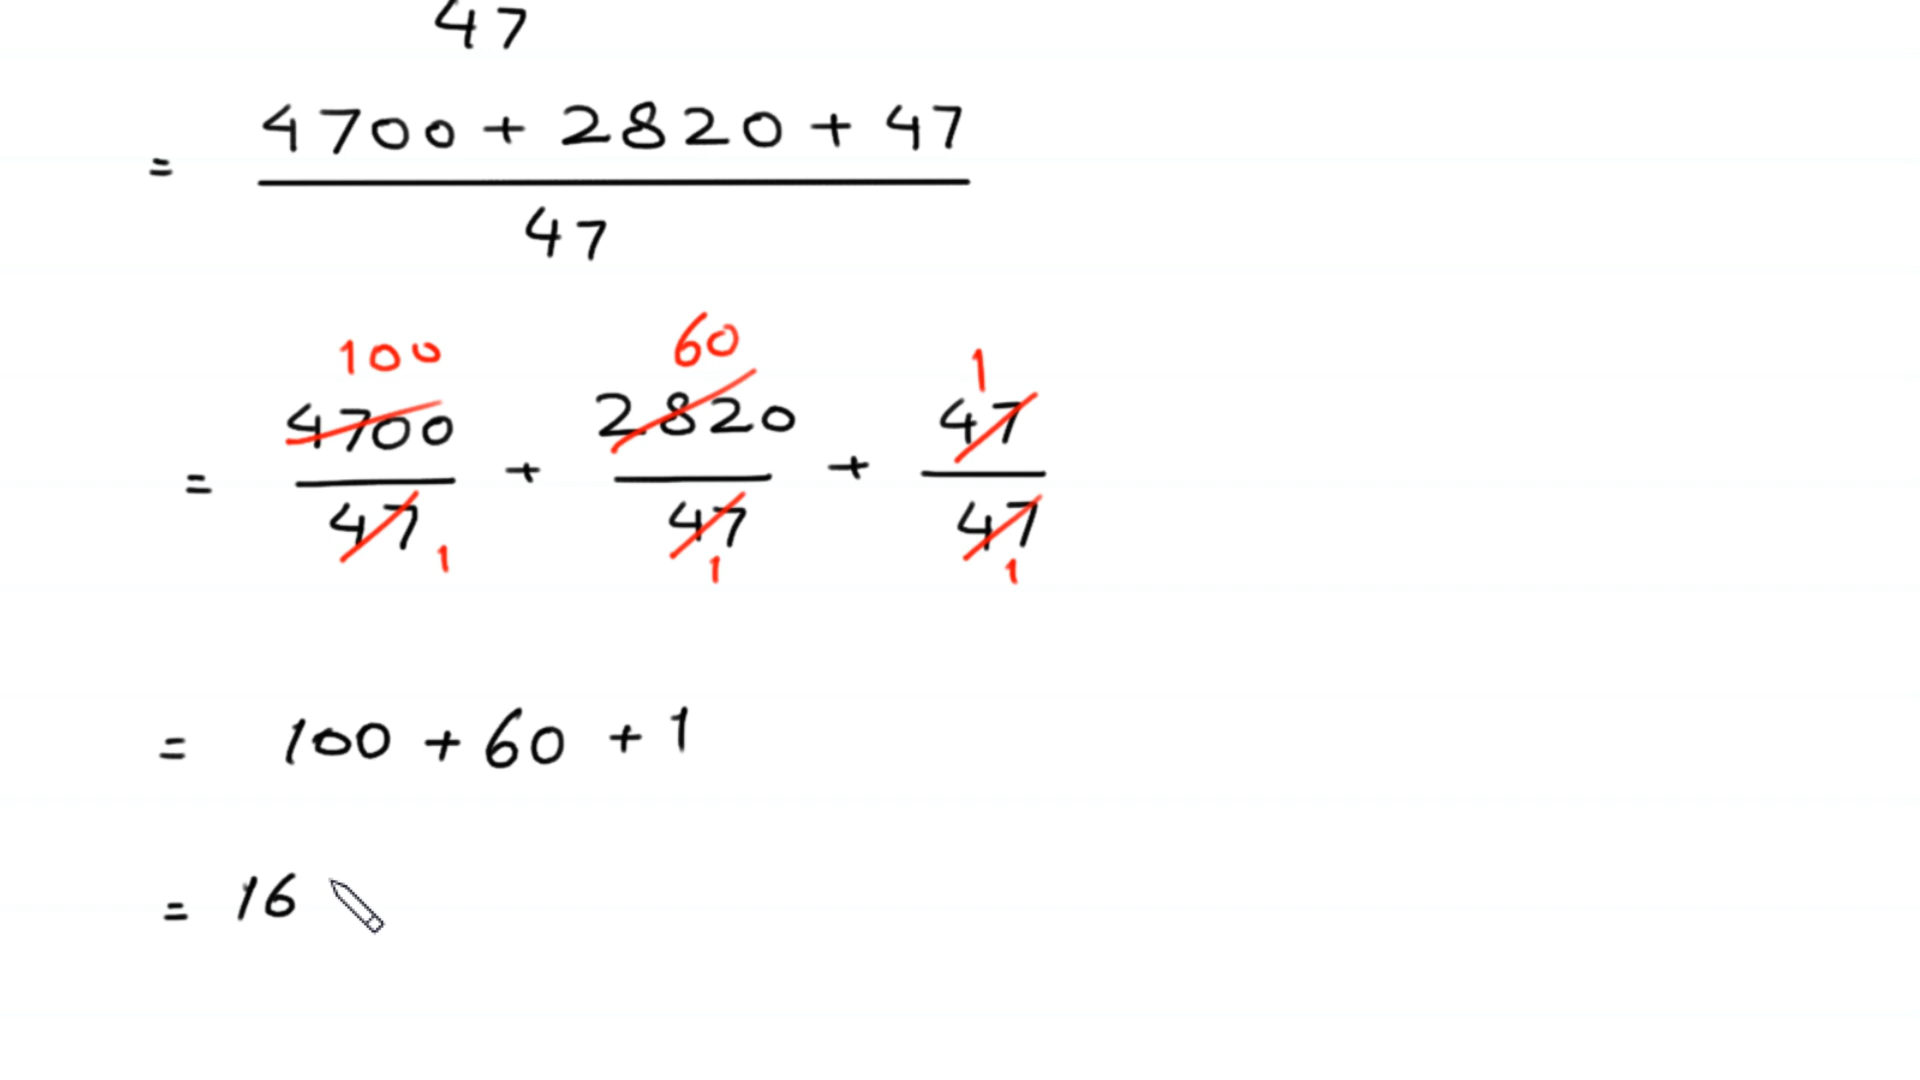 47
= 4700 + 2820 + 47
47
100 60 1
= 4700/47 + 2820/47 + 47/47
1 1 1
= 100 + 60 + 1
= 16